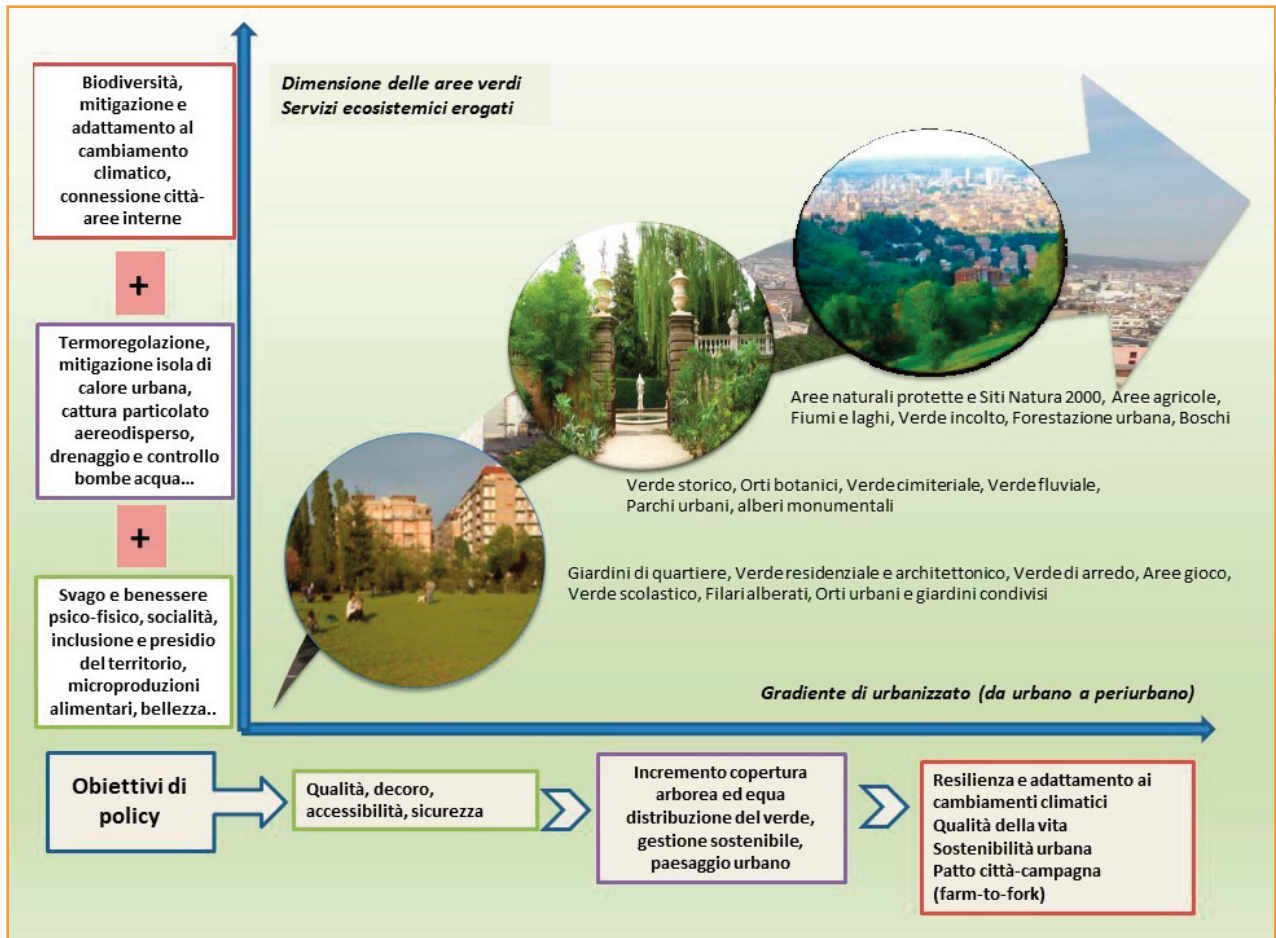 Dimensione delle aree verdi
Servizi ecosistemici erogati
Biodiversità,
mitigazione e
adattamento al
cambiamento
climatico,
connessione città-
aree interne
+
Termoregolazione,
mitigazione isola di
calore urbana,
cattura particolato
aereodisperso,
drenaggio e controllo
bombe acqua...
+
Svago e benessere
psico-fisico, socialità,
inclusione e presidio
del territorio,
microproduzioni
alimentari, bellezza..
Aree naturali protette e Siti Natura 2000, Aree agricole,
Fiumi e laghi, Verde incolto, Forestazione urbana, Boschi
Verde storico, Orti botanici, Verde cimiteriale, Verde fluviale,
Parchi urbani, alberi monumentali
Giardini di quartiere, Verde residenziale e architettonico, Verde di arredo, Aree gioco,
Verde scolastico, Filari alberati, Orti urbani e giardini condivisi
Gradiente di urbanizzato (da urbano a periurbano)
Obiettivi di
policy
Qualità, decoro,
accessibilità, sicurezza
Incremento copertura
arborea ed equa
distribuzione del verde,
gestione sostenibile,
paesaggio urbano
Resilienza e adattamento ai
cambiamenti climatici
Qualità della vita
Sostenibilità urbana
Patto città-campagna
(farm-to-fork)